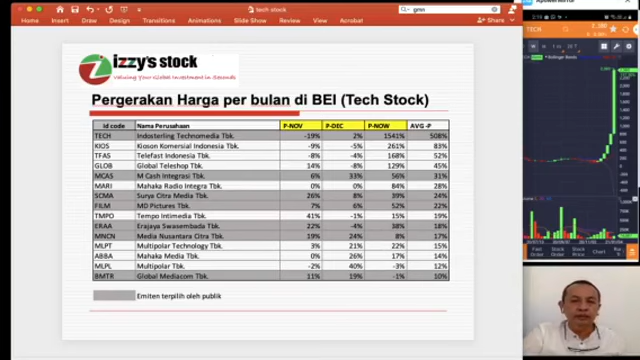 tech stock
gmn
Home Insert Draw Design Transitions Animations Slide Show Review View Acrobat
Share
izzy's stock
Valuing Your Global Investment in Seconds
Pergerakan Harga per bulan di BEI (Tech Stock)
Id code Nama Perusahaan P-NOV P-DEC P-NOW AVG -P
TECH Indosterling Technomedia Tbk. -19% 2% 1541% 508%
KIOS Kioson Komersial Indonesia Tbk. -9% -5% 261% 83%
TFAS Telefast Indonesia Tbk. -8% -4% 168% 52%
GLOB Global Teleshop Tbk. 14% -8% 129% 45%
MCAS M Cash Integrasi Tbk. 6% 33% 56% 31%
MARI Mahaka Radio Integra Tbk. 0% 0% 84% 28%
SCMA Surya Citra Media Tbk. 26% 8% 39% 24%
FILM MD Pictures Tbk. 7% 6% 52% 22%
TMPO Tempo Intimedia Tbk. 41% -1% 15% 19%
ERAA Erajaya Swasembada Tbk. 22% -4% 38% 18%
MNCN Media Nusantara Citra Tbk. 19% 24% 8% 17%
MLPT Multipolar Technology Tbk. 3% 21% 22% 15%
ABBA Mahaka Media Tbk. 0% 26% 17% 14%
MLPL Multipolar Tbk. -2% 40% -3% 12%
BMTR Global Mediacom Tbk. 11% 19% -1% 10%
Emiten terpilih oleh publik
TECH
Fast Order Stock Order Stock Price Chart